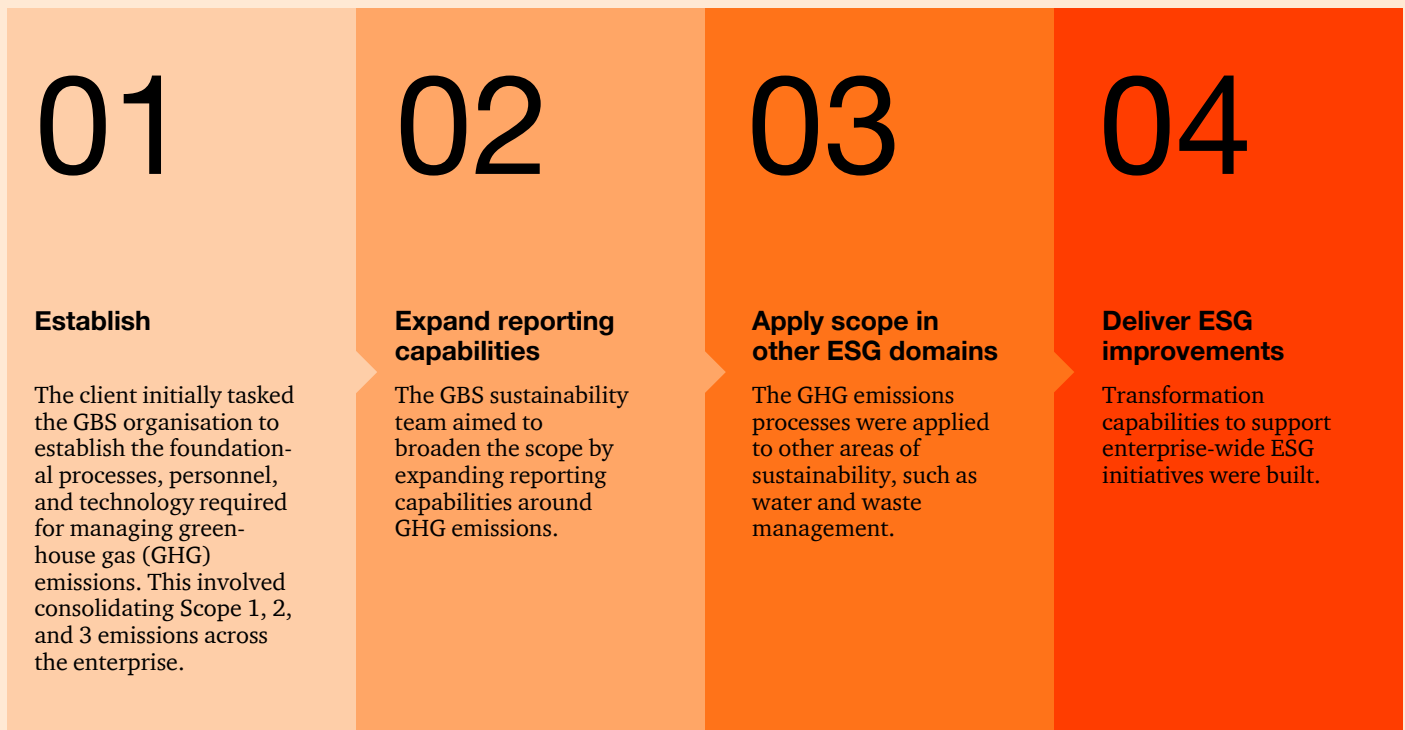 01
Establish
The client initially tasked
the GBS organisation to
establish the foundation-
al processes, personnel,
and technology required
for managing green-
house gas (GHG)
emissions. This involved
consolidating Scope 1, 2,
and 3 emissions across
the enterprise.
02
Expand reporting
capabilities
The GBS sustainability
team aimed to
broaden the scope by
expanding reporting
capabilities around
GHG emissions.
03
Apply scope in
other ESG domains
The GHG emissions
processes were applied
to other areas of
sustainability, such as
water and waste
management.
04
Deliver ESG
improvements
Transformation
capabilities to support
enterprise-wide ESG
initiatives were built.